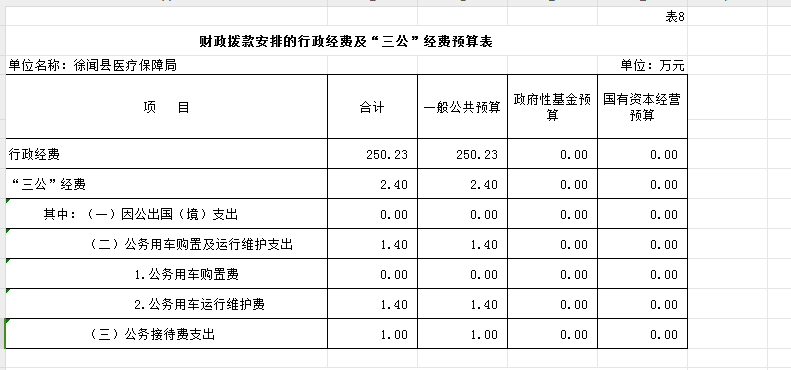 表8
财政拨款安排的行政经费及“三公”经费预算表
单位名称：徐闻县医疗保障局 单位：万元
项 目 合计 一般公共预算 政府性基金预算 国有资本经营预算
行政经费 250.23 250.23 0.00 0.00
“三公”经费 2.40 2.40 0.00 0.00
其中：（一）因公出国（境）支出 0.00 0.00 0.00 0.00
（二）公务用车购置及运行维护支出 1.40 1.40 0.00 0.00
1.公务用车购置费 0.00 0.00 0.00 0.00
2.公务用车运行维护费 1.40 1.40 0.00 0.00
（三）公务接待费支出 1.00 1.00 0.00 0.00